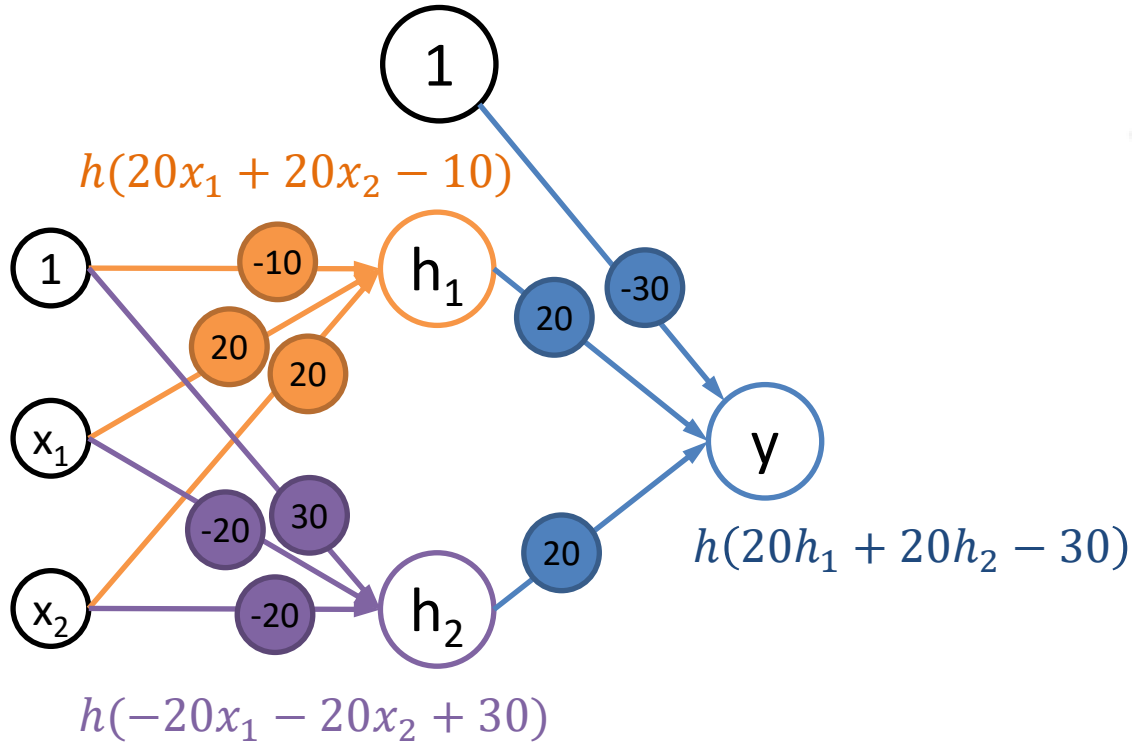 1
h(20x₁ + 20x₂ − 10)
1
-10
h₁
20
20
20
-30
x₁
y
-20
30
20
h(20h₁ + 20h₂ − 30)
x₂
-20
h₂
h(−20x₁ − 20x₂ + 30)